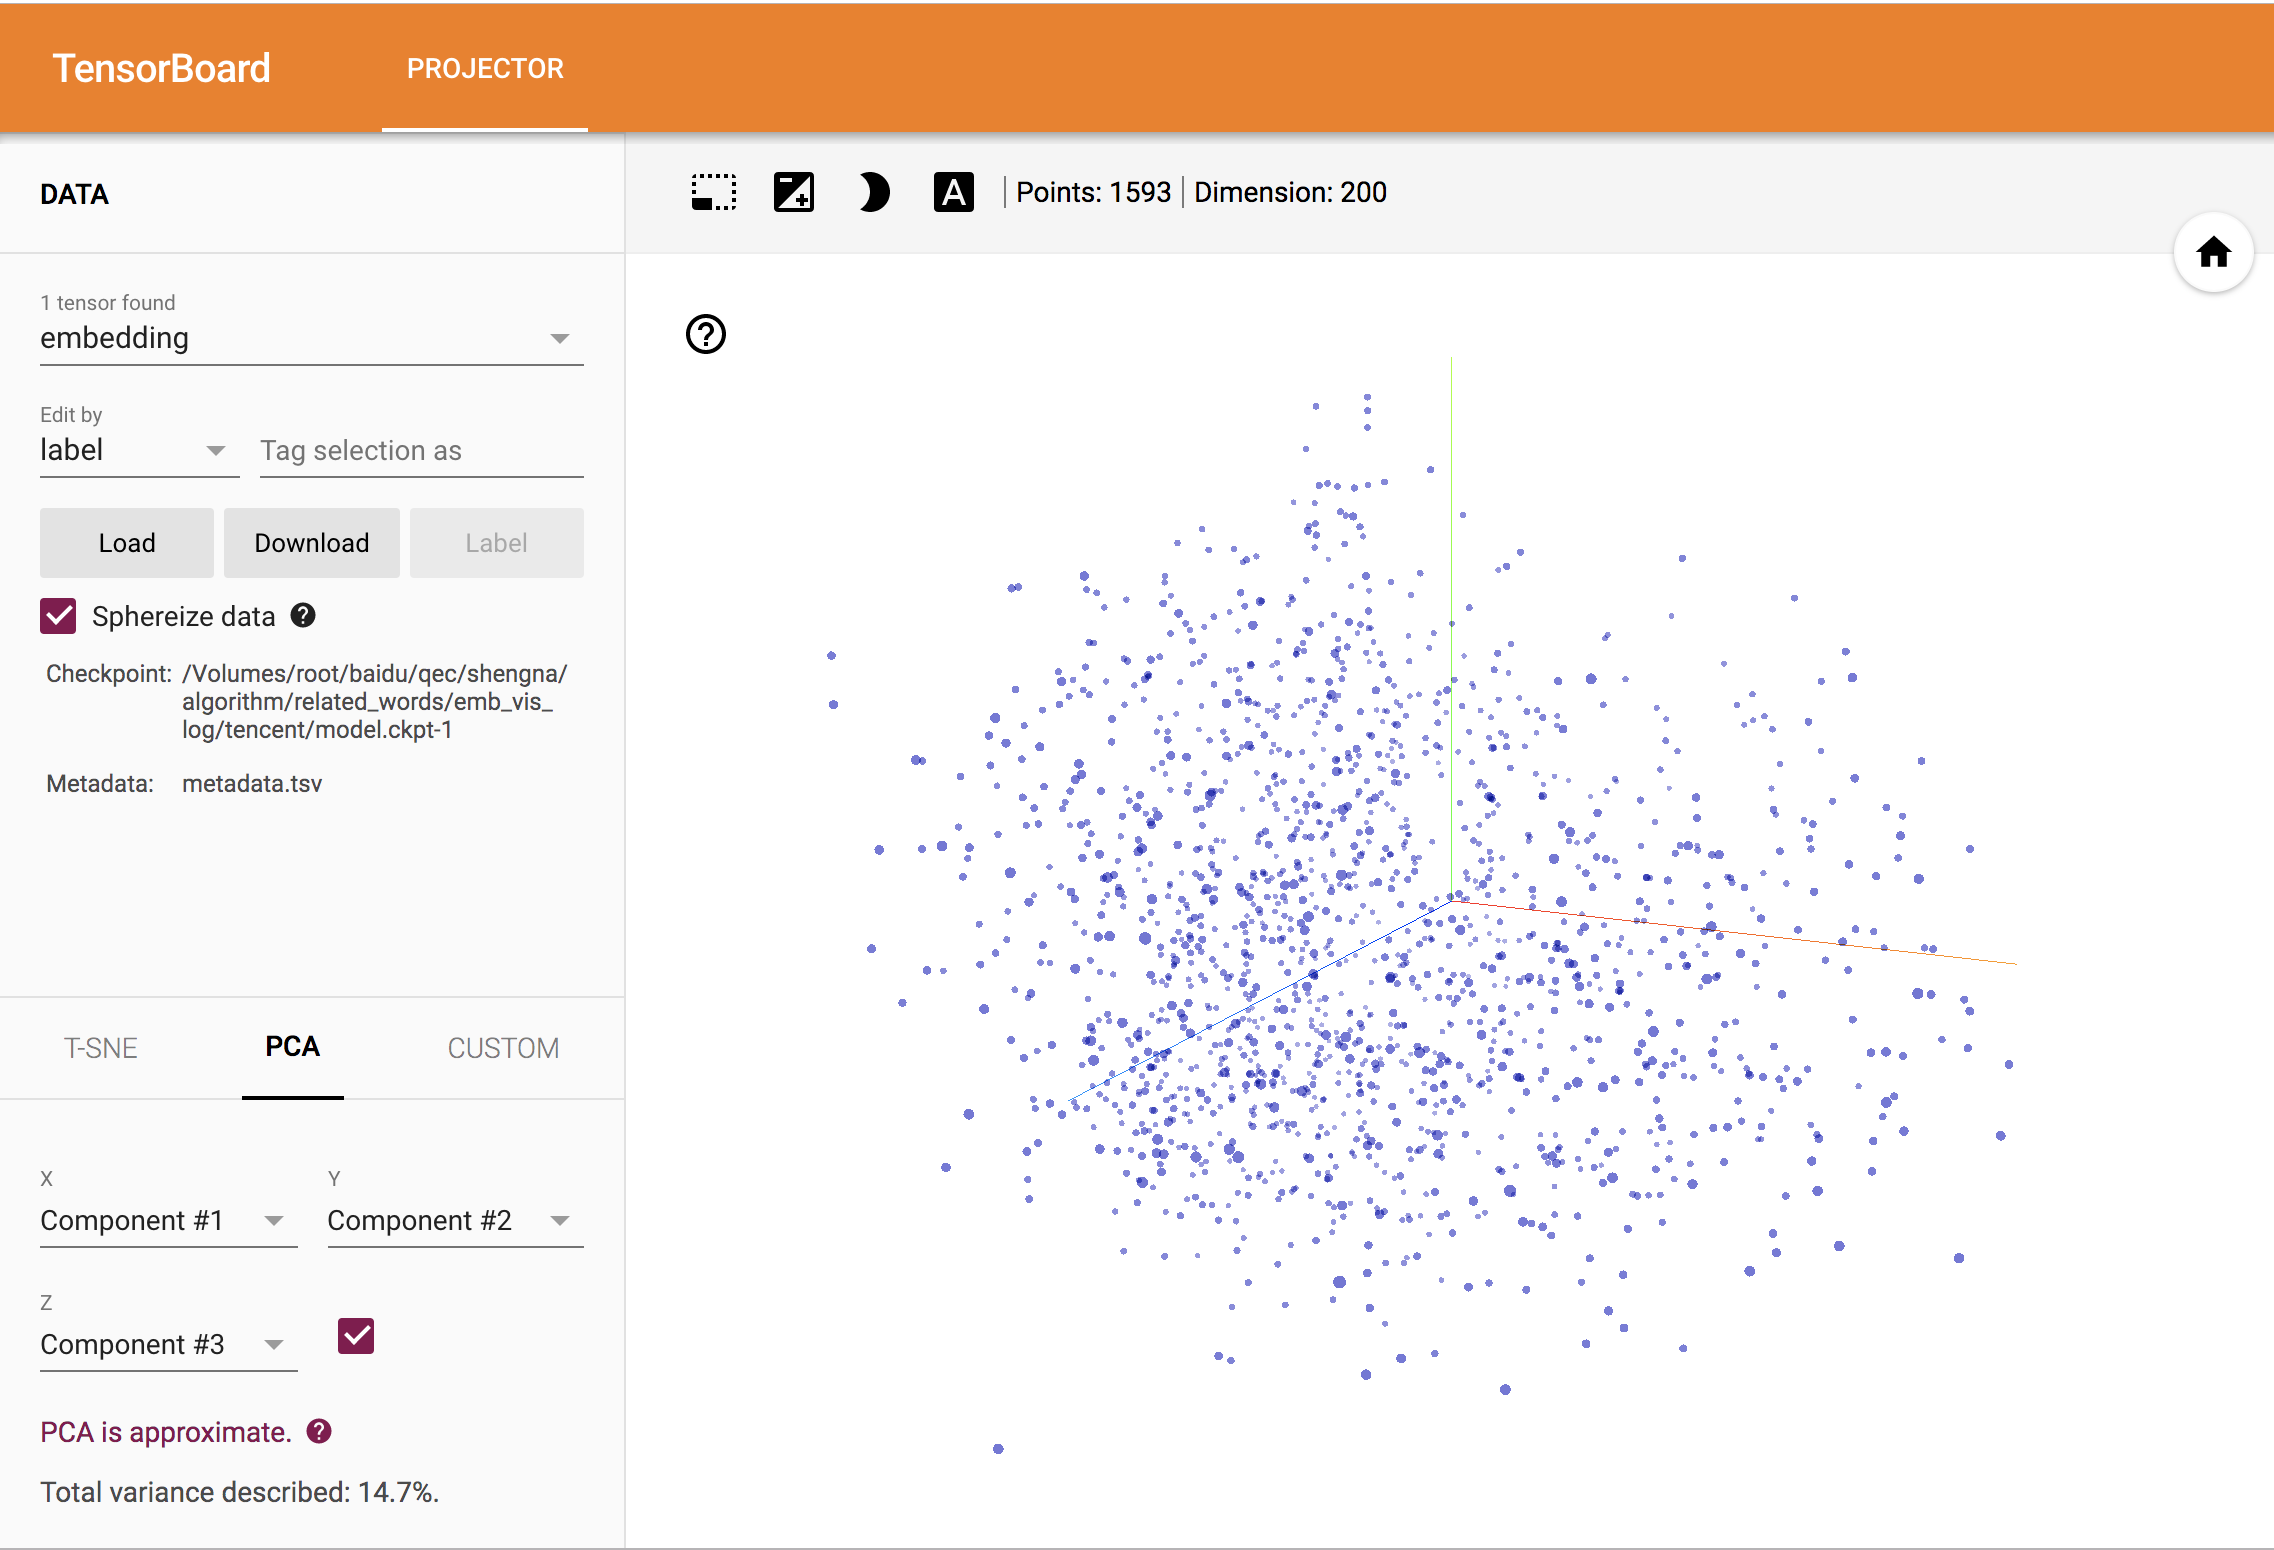 TensorBoard
PROJECTOR
DATA
A
Points: 1593
Dimension: 200
1 tensor found
embedding
Edit by
label
Tag selection as
Load
Download
Label
Sphereize data
Checkpoint: /Volumes/root/baidu/qec/shengna/
algorithm/related_words/emb_vis_
log/tencent/model.ckpt-1
Metadata: metadata.tsv
T-SNE
PCA
CUSTOM
X
Y
Component #1
Component #2
Z
Component #3
PCA is approximate.
Total variance described: 14.7%.